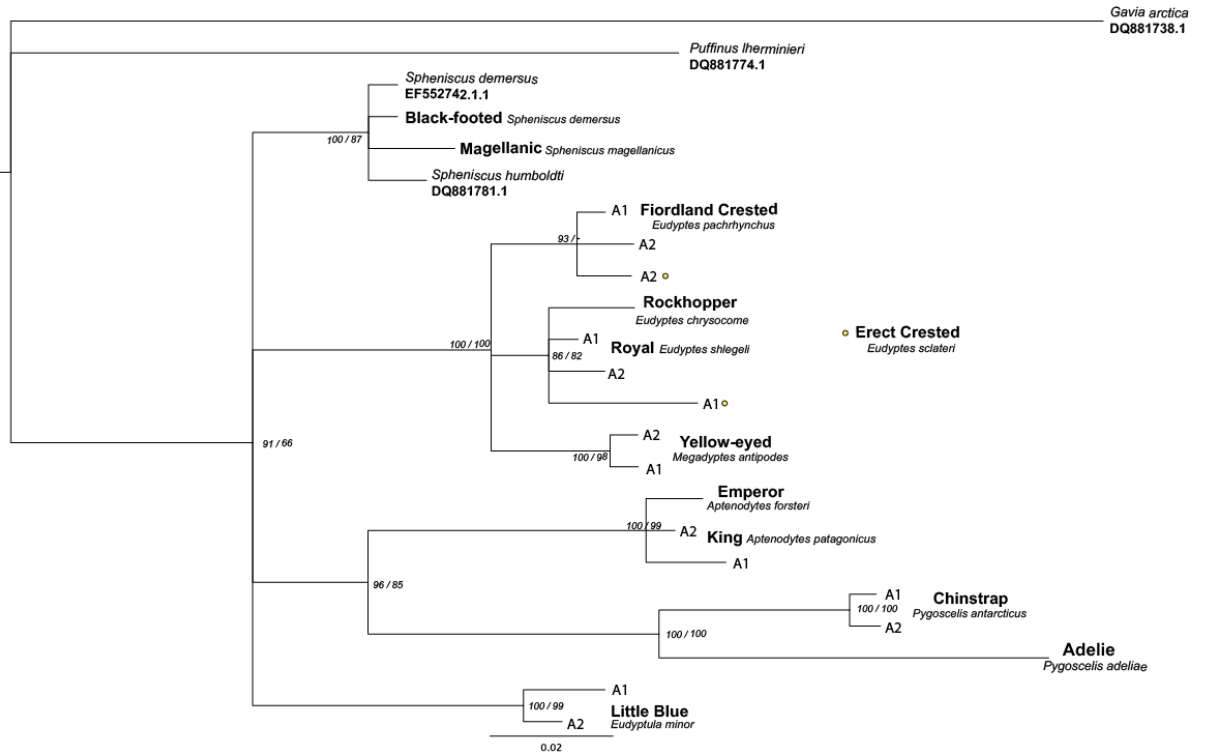 Gavia arctica
DQ881738.1
Puffinus lherminieri
DQ881774.1
Spheniscus demersus
EF552742.1.1
Black-footed Spheniscus demersus
100 / 87
Magellanic Spheniscus magellanicus
Spheniscus humboldti
DQ881781.1
A1 Fiordland Crested
Eudyptes pachrhynchus
93 / -
A2
A2
Rockhopper
Eudyptes chrysocome
Erect Crested
Eudyptes sclateri
A1
100 / 100
Royal Eudyptes shlegeli
86 / 82
A2
A1
A2
Yellow-eyed
91 / 66
Megadyptes antipodes
100 / 98
A1
Emperor
Aptenodytes forsteri
100 / 99
A2
King Aptenodytes patagonicus
A1
96 / 85
A1
Chinstrap
100 / 100
Pygoscelis antarcticus
A2
100 / 100
Adelie
Pygoscelis adeliae
A1
100 / 99
Little Blue
A2
Eudyptula minor
0.02